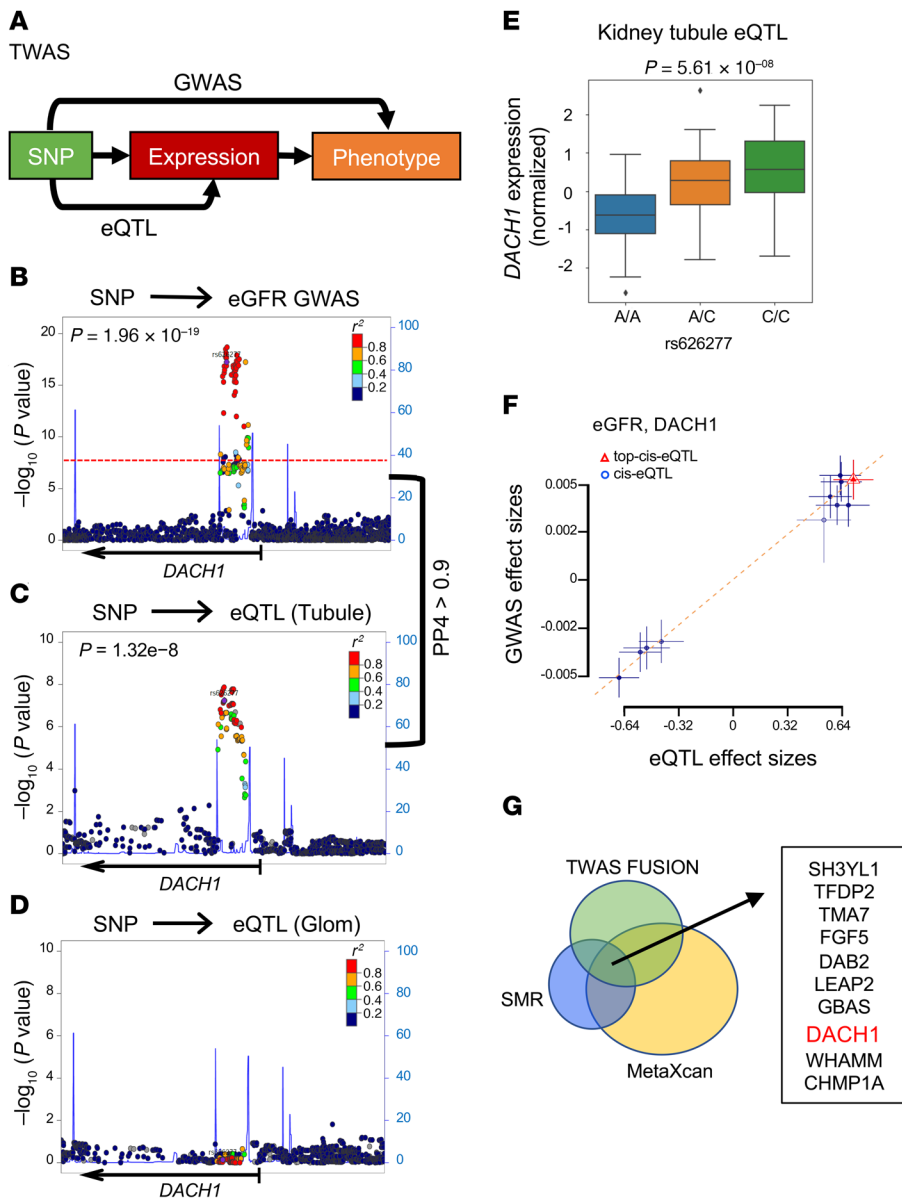 A
TWAS
GWAS
SNP
Expression
Phenotype
eQTL
B
SNP eGFR GWAS
P = 1.96 × 10⁻¹⁹
rs626277
r²
0.8
0.6
0.4
0.2
20
15
10
5
0
100
80
60
40
20
0
–log₁₀ (P value)
DACH1
PP4 > 0.9
C
SNP eQTL (Tubule)
P = 1.32e–8
rs626277
r²
0.8
0.6
0.4
0.2
10
8
6
4
2
0
100
80
60
40
20
0
–log₁₀ (P value)
DACH1
D
SNP eQTL (Glom)
r²
0.8
0.6
0.4
0.2
10
8
6
4
2
0
100
80
60
40
20
0
–log₁₀ (P value)
DACH1
E
Kidney tubule eQTL
P = 5.61 × 10⁻⁰⁸
DACH1 expression
(normalized)
2
1
0
-1
-2
A/A A/C C/C
rs626277
F
eGFR, DACH1
top-cis-eQTL
cis-eQTL
GWAS effect sizes
0.005
0.002
0
-0.002
-0.005
-0.64 -0.32 0 0.32 0.64
eQTL effect sizes
G
TWAS FUSION
SMR
MetaXcan
SH3YL1
TFDP2
TMA7
FGF5
DAB2
LEAP2
GBAS
DACH1
WHAMM
CHMP1A